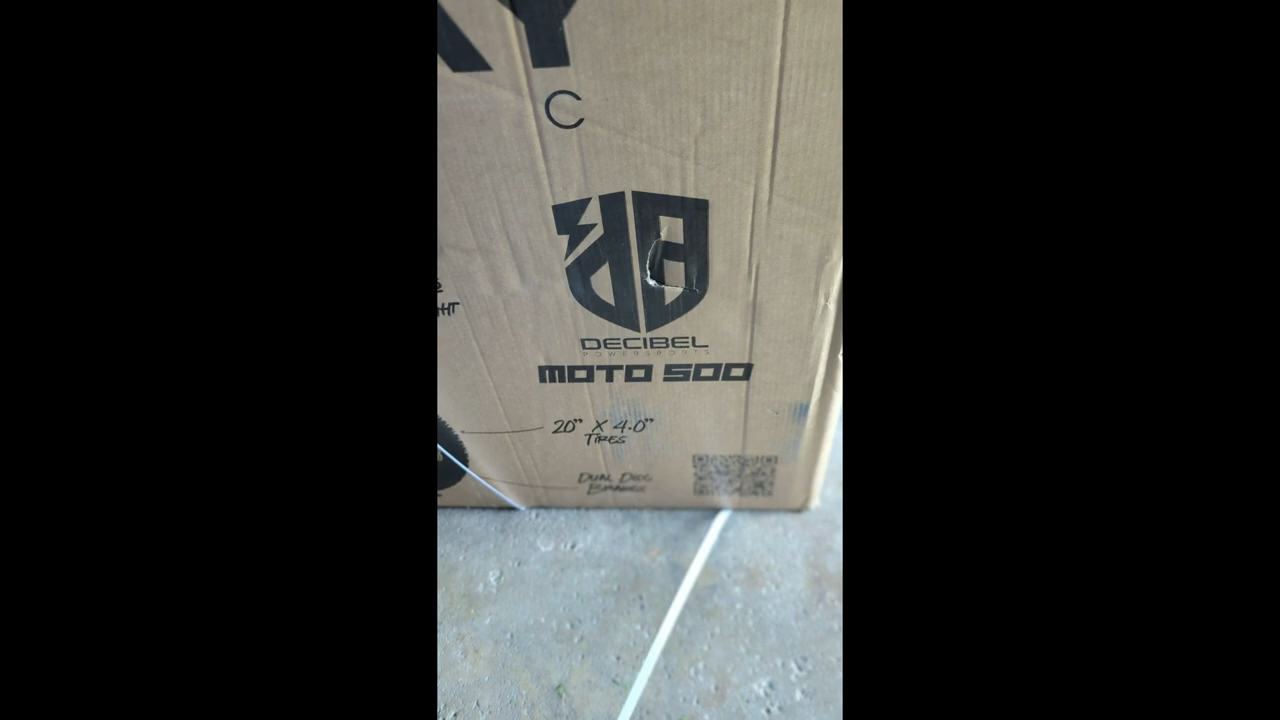 C
DECIBEL
POWERSPORTS
MOTO 500
20" X 4.0"
TIRES
DUAL DISC
BRAKES